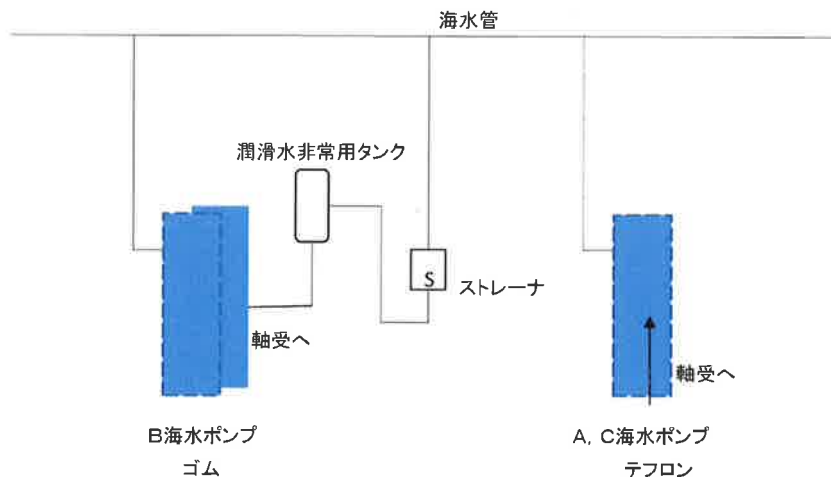 海水管
潤滑水非常用タンク
S
ストレーナ
軸受へ
軸受へ
B海水ポンプ
ゴム
A, C海水ポンプ
テフロン